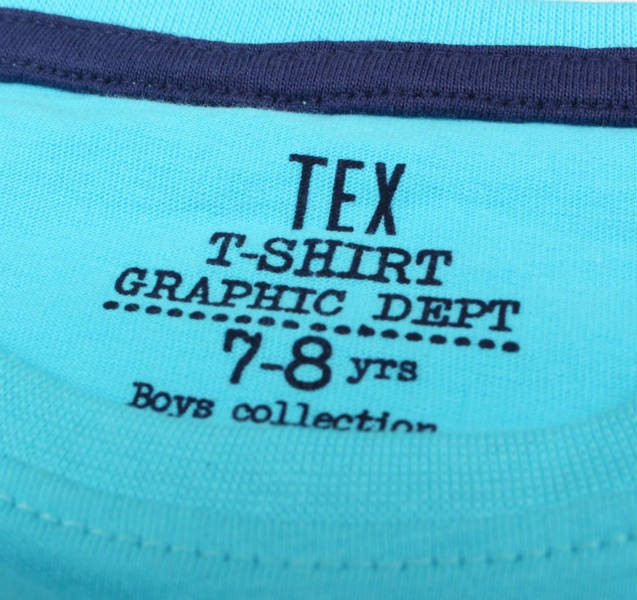 TEX
T-SHIRT
GRAPHIC DEPT
7-8 yrs
Boys collection